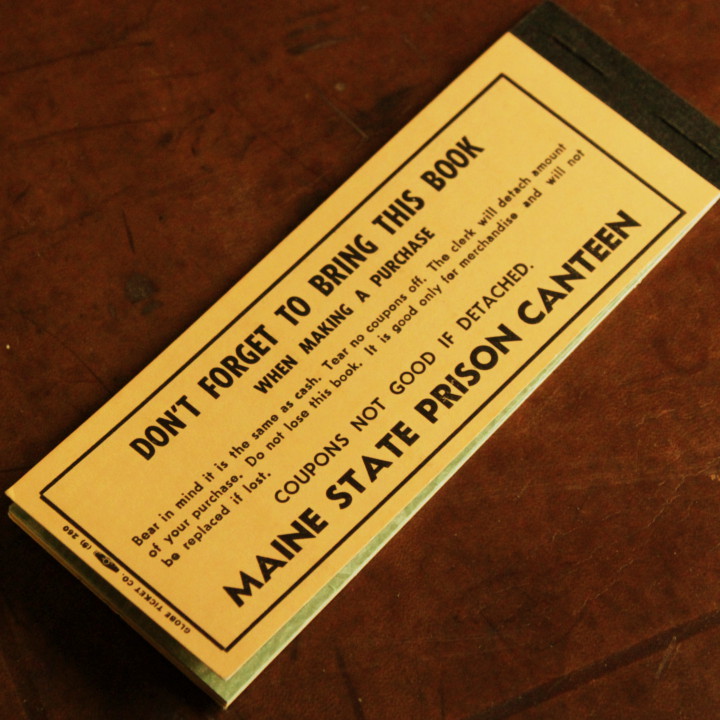 DON'T FORGET TO BRING THIS BOOK
WHEN MAKING A PURCHASE
Bear in mind it is the same as cash. Tear no coupons off. The clerk will detach amount
of your purchase. Do not lose this book. It is good only for merchandise and will not
be replaced if lost.
COUPONS NOT GOOD IF DETACHED.
MAINE STATE PRISON CANTEEN
GLOBE TICKET CO. (9) 260